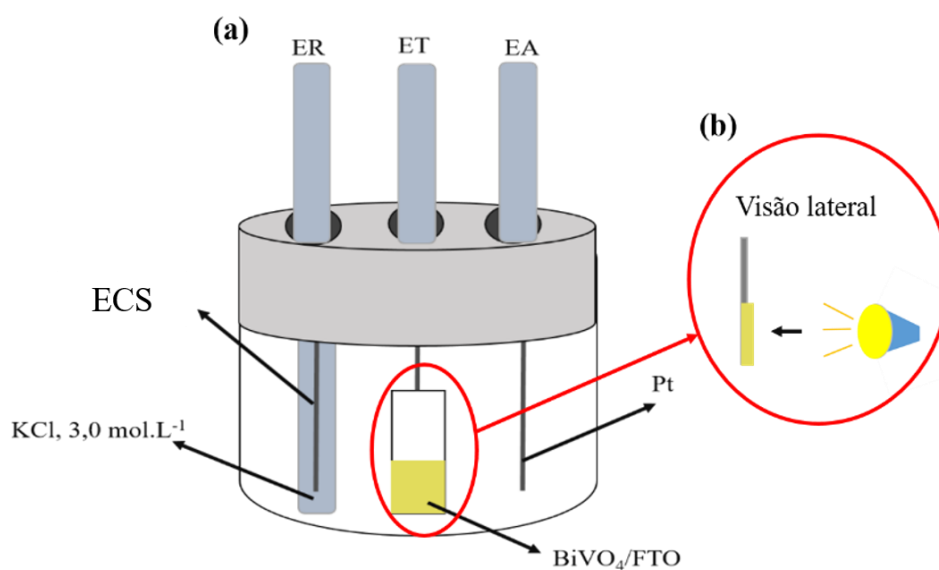 (a)
ER
ET
EA
(b)
Visão lateral
ECS
Pt
KCl, 3,0 mol.L⁻¹
BiVO₄/FTO